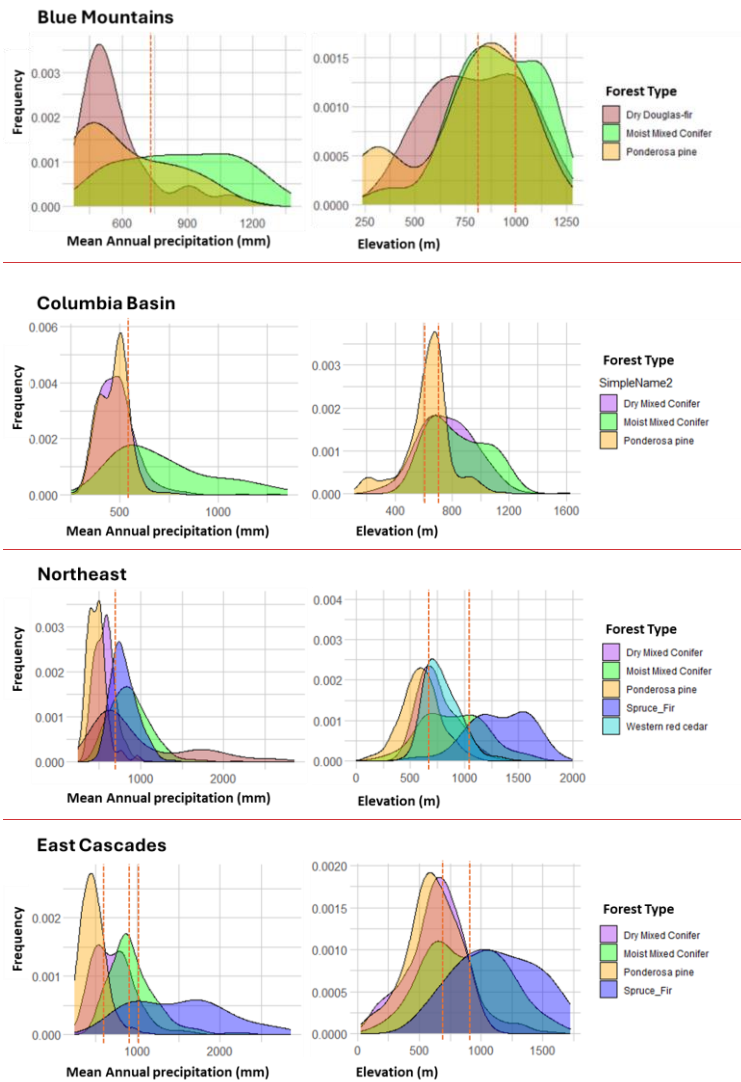 Blue Mountains
Frequency
0.003
0.002
0.001
0.000
600 900 1200
Mean Annual precipitation (mm)
0.0015
0.0010
0.0005
0.0000
250 500 750 1000 1250
Elevation (m)
Forest Type
Dry Douglas-fir
Moist Mixed Conifer
Ponderosa pine
Columbia Basin
Frequency
0.006
0.004
0.002
0.000
500 1000
Mean Annual precipitation (mm)
0.003
0.002
0.001
0.000
400 800 1200 1600
Elevation (m)
Forest Type
SimpleName2
Dry Mixed Conifer
Moist Mixed Conifer
Ponderosa pine
Northeast
Frequency
0.003
0.002
0.001
0.000
1000 2000
Mean Annual precipitation (mm)
0.004
0.003
0.002
0.001
0.000
0 500 1000 1500 2000
Elevation (m)
Forest Type
Dry Mixed Conifer
Moist Mixed Conifer
Ponderosa pine
Spruce_Fir
Western red cedar
East Cascades
Frequency
0.002
0.001
0.000
1000 2000
Mean Annual precipitation (mm)
0.0020
0.0015
0.0010
0.0005
0.0000
0 500 1000 1500
Elevation (m)
Forest Type
Dry Mixed Conifer
Moist Mixed Conifer
Ponderosa pine
Spruce_Fir